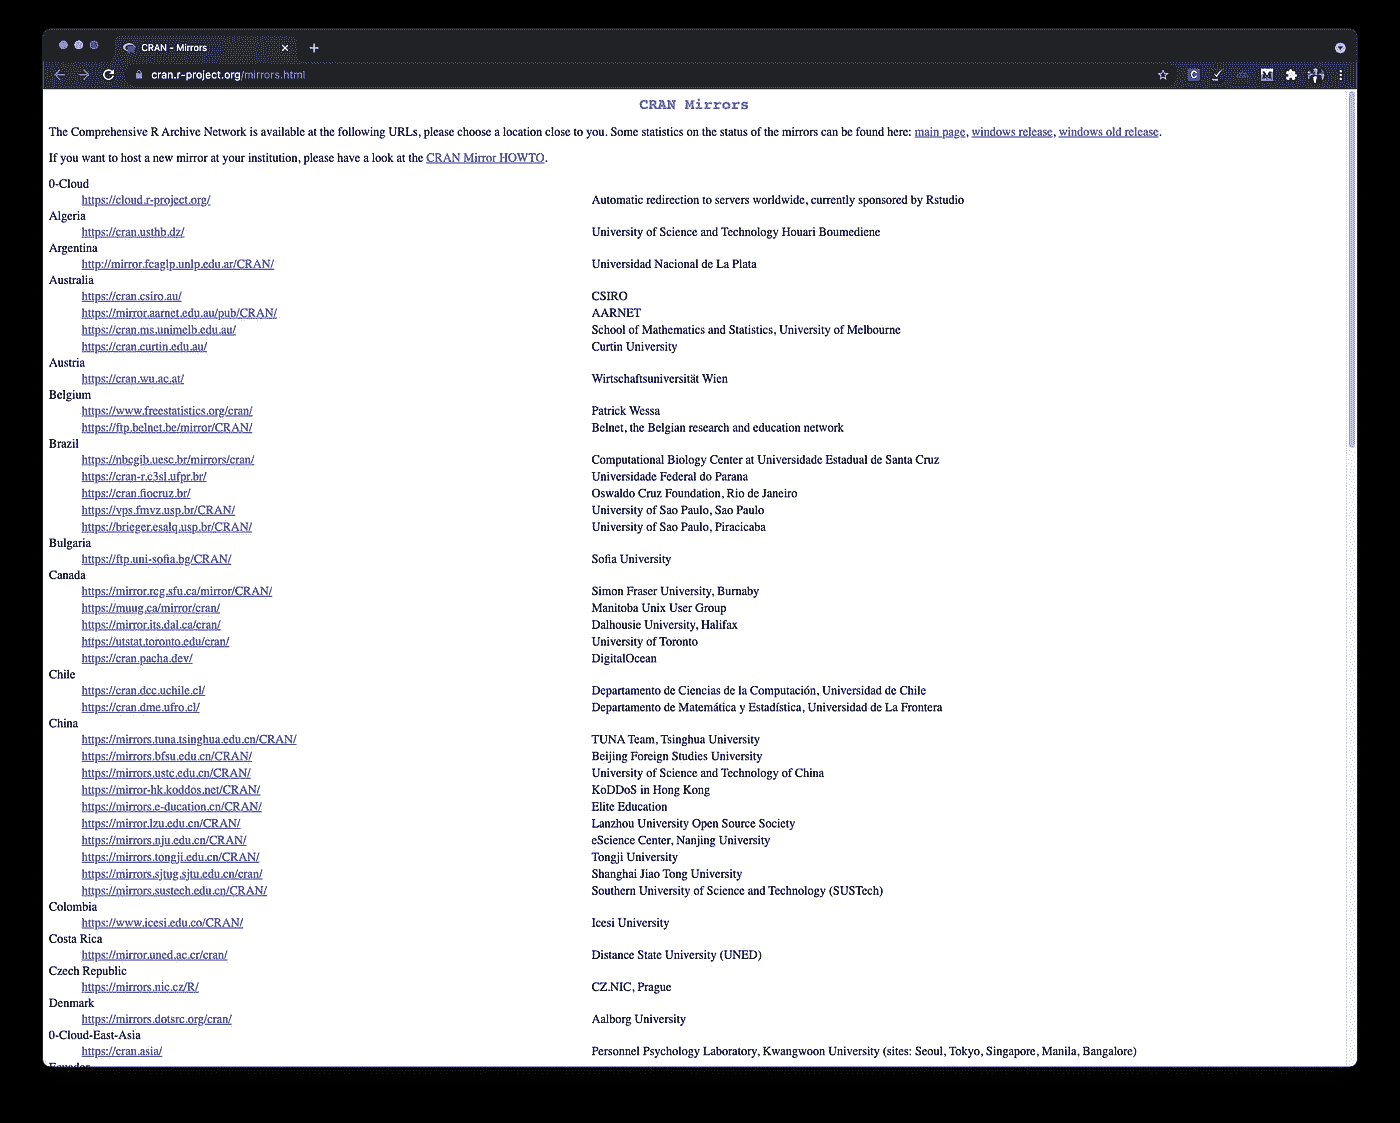 CRAN - Mirrors
cran.r-project.org/mirrors.html
CRAN Mirrors
The Comprehensive R Archive Network is available at the following URLs, please choose a location close to you. Some statistics on the status of the mirrors can be found here: main page, windows release, windows old release.
If you want to host a new mirror at your institution, please have a look at the CRAN Mirror HOWTO.
0-Cloud
https://cloud.r-project.org/ Automatic redirection to servers worldwide, currently sponsored by Rstudio
Algeria
https://cran.usthb.dz/ University of Science and Technology Houari Boumediene
Argentina
http://mirror.fcaglp.unlp.edu.ar/CRAN/ Universidad Nacional de La Plata
Australia
https://cran.csiro.au/ CSIRO
https://mirror.aarnet.edu.au/pub/CRAN/ AARNET
https://cran.ms.unimelb.edu.au/ School of Mathematics and Statistics, University of Melbourne
https://cran.curtin.edu.au/ Curtin University
Austria
https://cran.wu.ac.at/ Wirtschaftsuniversität Wien
Belgium
https://www.freestatistics.org/cran/ Patrick Wessa
https://ftp.belnet.be/mirror/CRAN/ Belnet, the Belgian research and education network
Brazil
https://nbcgib.uesc.br/mirrors/cran/ Computational Biology Center at Universidade Estadual de Santa Cruz
https://cran-r.c3sl.ufpr.br/ Universidade Federal do Parana
https://cran.fiocruz.br/ Oswaldo Cruz Foundation, Rio de Janeiro
https://vps.fmvz.usp.br/CRAN/ University of Sao Paulo, Sao Paulo
https://brieger.esalq.usp.br/CRAN/ University of Sao Paulo, Piracicaba
Bulgaria
https://ftp.uni-sofia.bg/CRAN/ Sofia University
Canada
https://mirror.rcg.sfu.ca/mirror/CRAN/ Simon Fraser University, Burnaby
https://muug.ca/mirror/cran/ Manitoba Unix User Group
https://mirror.its.dal.ca/cran/ Dalhousie University, Halifax
https://utstat.toronto.edu/cran/ University of Toronto
https://cran.pacha.dev/ DigitalOcean
Chile
https://cran.dcc.uchile.cl/ Departamento de Ciencias de la Computación, Universidad de Chile
https://cran.dme.ufro.cl/ Departamento de Matemática y Estadística, Universidad de La Frontera
China
https://mirrors.tuna.tsinghua.edu.cn/CRAN/ TUNA Team, Tsinghua University
https://mirrors.bfsu.edu.cn/CRAN/ Beijing Foreign Studies University
https://mirrors.ustc.edu.cn/CRAN/ University of Science and Technology of China
https://mirror-hk.koddos.net/CRAN/ KoDDoS in Hong Kong
https://mirrors.e-ducation.cn/CRAN/ Elite Education
https://mirror.lzu.edu.cn/CRAN/ Lanzhou University Open Source Society
https://mirrors.nju.edu.cn/CRAN/ eScience Center, Nanjing University
https://mirrors.tongji.edu.cn/CRAN/ Tongji University
https://mirrors.sjtug.sjtu.edu.cn/cran/ Shanghai Jiao Tong University
https://mirrors.sustech.edu.cn/CRAN/ Southern University of Science and Technology (SUSTech)
Colombia
https://www.icesi.edu.co/CRAN/ Icesi University
Costa Rica
https://mirror.uned.ac.cr/cran/ Distance State University (UNED)
Czech Republic
https://mirrors.nic.cz/R/ CZ.NIC, Prague
Denmark
https://mirrors.dotsrc.org/cran/ Aalborg University
0-Cloud-East-Asia
https://cran.asia/ Personnel Psychology Laboratory, Kwangwoon University (sites: Seoul, Tokyo, Singapore, Manila, Bangalore)